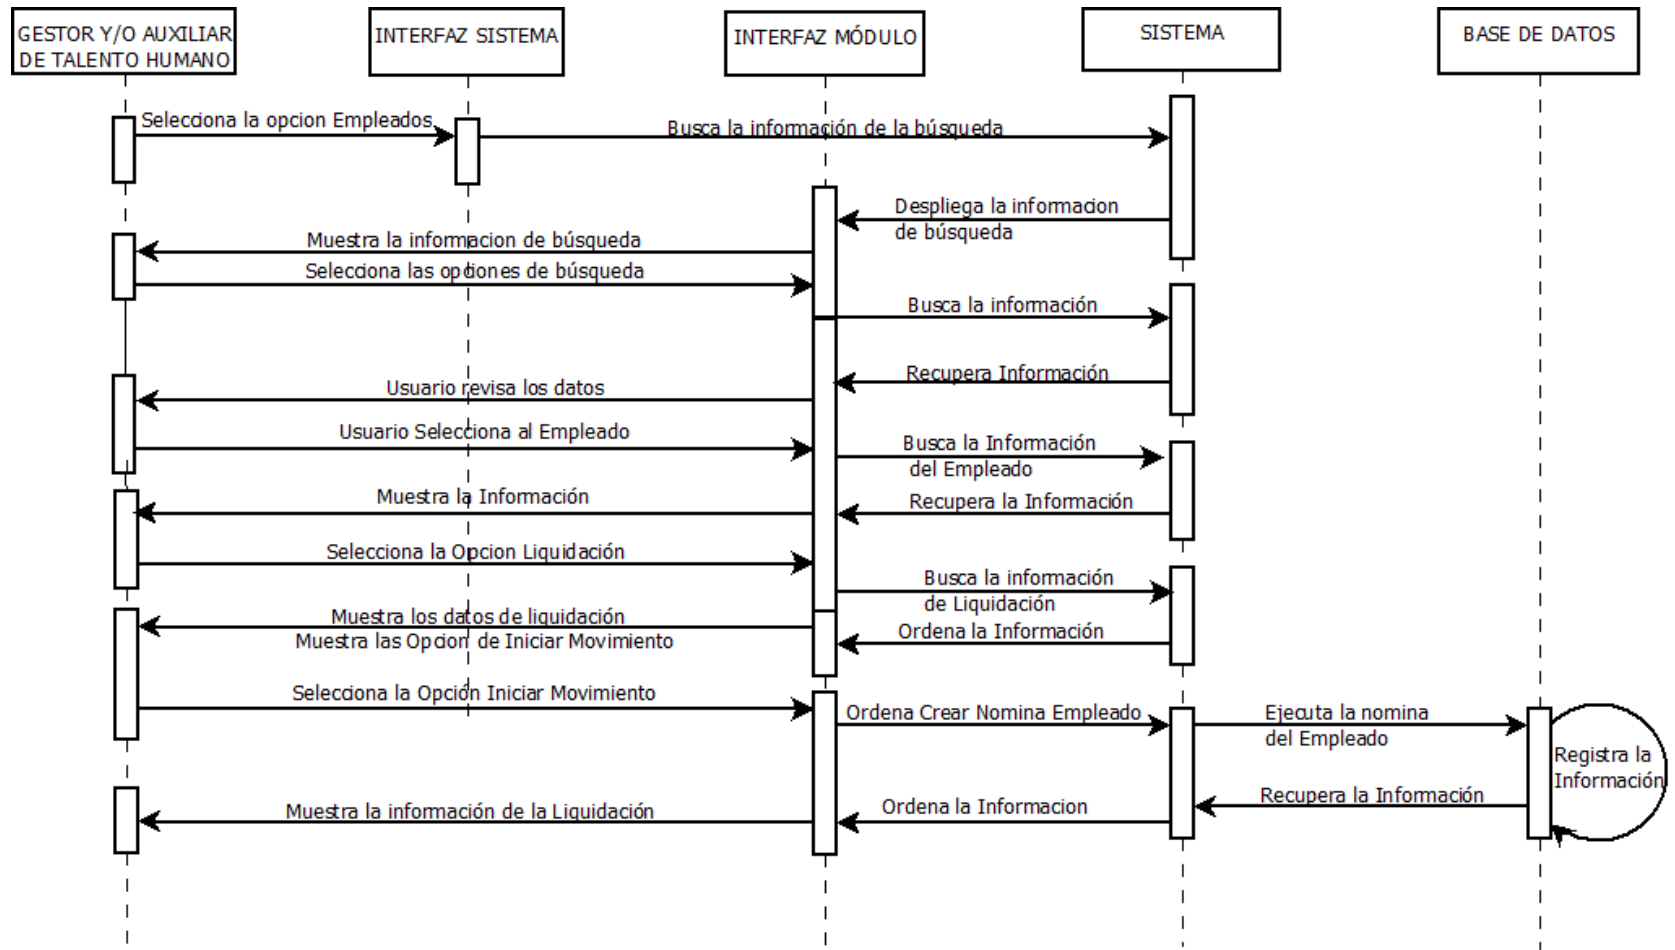 GESTOR Y/O AUXILIAR
DE TALENTO HUMANO
INTERFAZ SISTEMA
INTERFAZ MÓDULO
SISTEMA
BASE DE DATOS
Selecciona la opcion Empleados
Busca la información de la búsqueda
Despliega la informacion
de búsqueda
Muestra la informacion de búsqueda
Selecciona las opciones de búsqueda
Busca la información
Recupera Información
Usuario revisa los datos
Usuario Selecciona al Empleado
Busca la Información
del Empleado
Muestra la Información
Recupera la Información
Selecciona la Opcion Liquidación
Busca la información
de Liquidación
Muestra los datos de liquidación
Muestra las Opcion de Iniciar Movimiento
Ordena la Información
Selecciona la Opción Iniciar Movimiento
Ordena Crear Nomina Empleado
Ejecuta la nomina
del Empleado
Registra la
Información
Recupera la Información
Ordena la Informacion
Muestra la información de la Liquidación